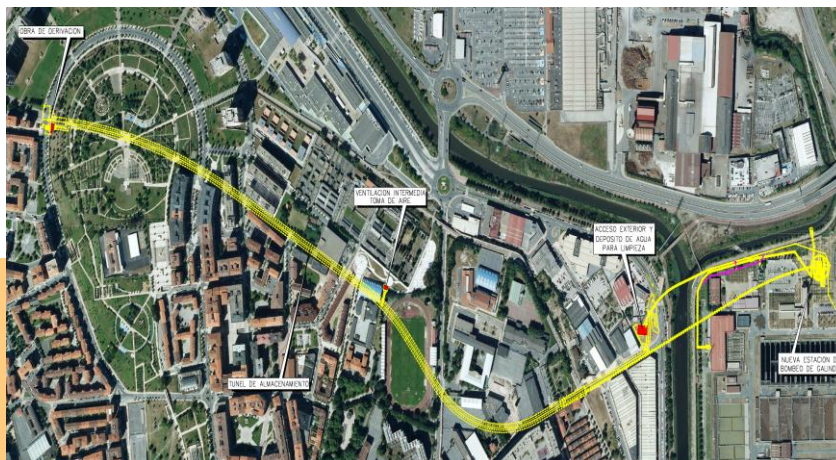 OBRA DE DERIVACION
VENTILACION INTERMEDIA
TOMA DE AIRE
ACCESO EXTERIOR Y
DEPOSITO DE AGUA
PARA LIMPIEZA
TUNEL DE ALMACENAMIENTO
NUEVA ESTACION D
BOMBEO DE GALIND